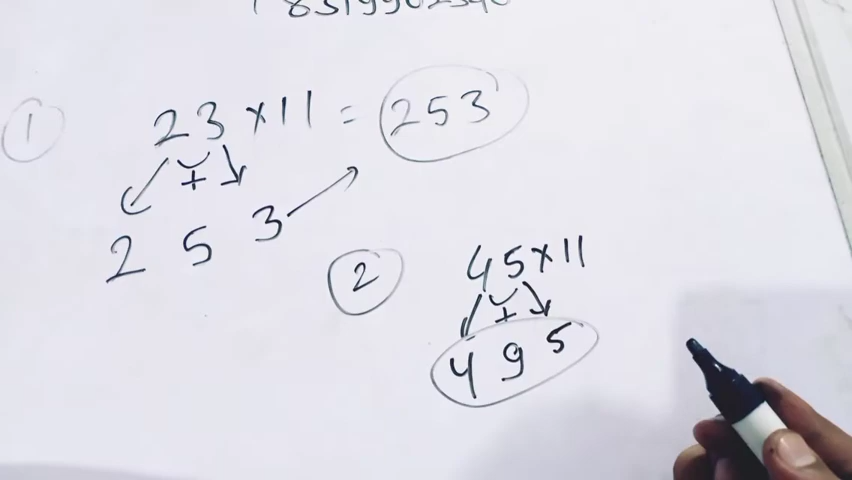 1 23 × 11 = 253
+
2 5 3
2 45 × 11
+
4 9 5